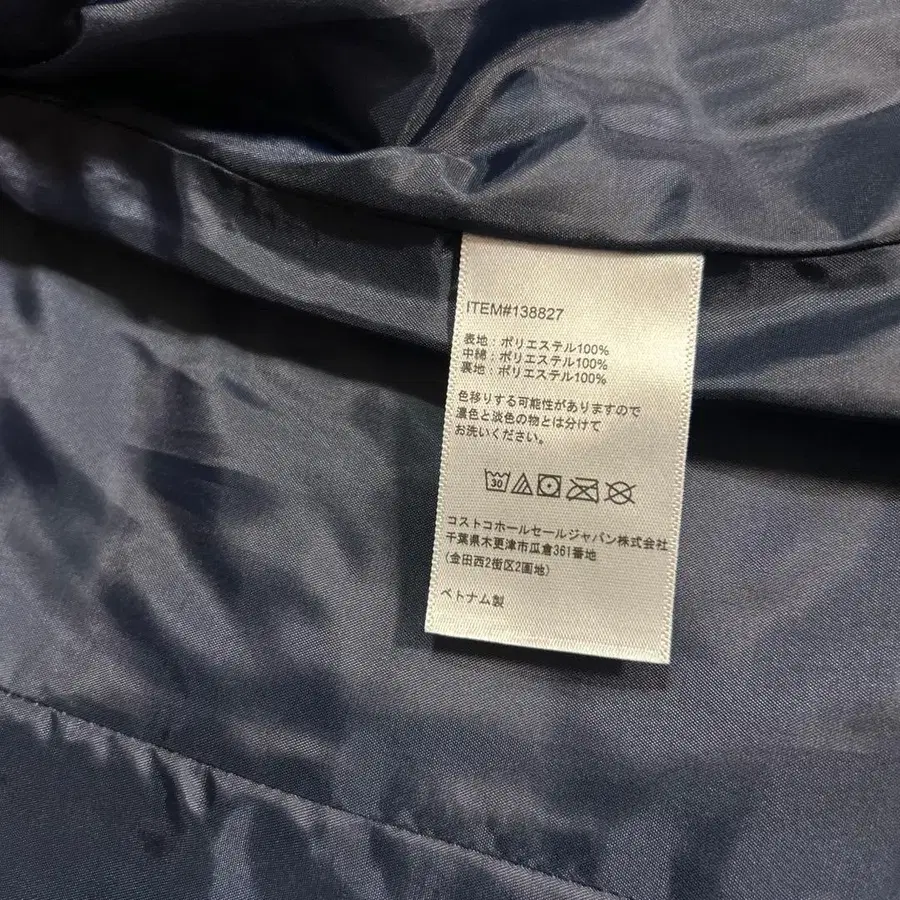 ITEM#138827
表地：ポリエステル100%
中綿：ポリエステル100%
裏地：ポリエステル100%
色移りする可能性がありますので
濃色と淡色の物とは分けて
お洗いください。
30
コストコホールセールジャパン株式会社
千葉県木更津市瓜倉361番地
(金田西2街区2画地)
ベトナム製